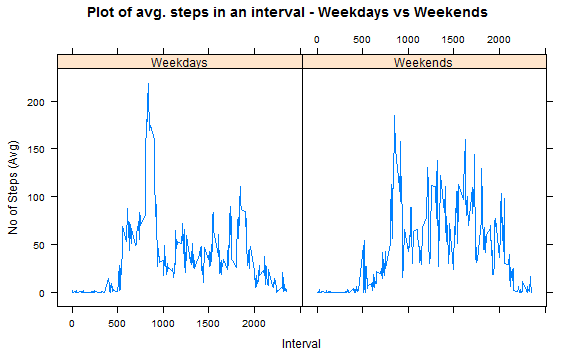 Plot of avg. steps in an interval - Weekdays vs Weekends
0 500 1000 1500 2000
Weekdays Weekends
200
150
100
50
0
No of Steps (Avg)
0 500 1000 1500 2000
Interval